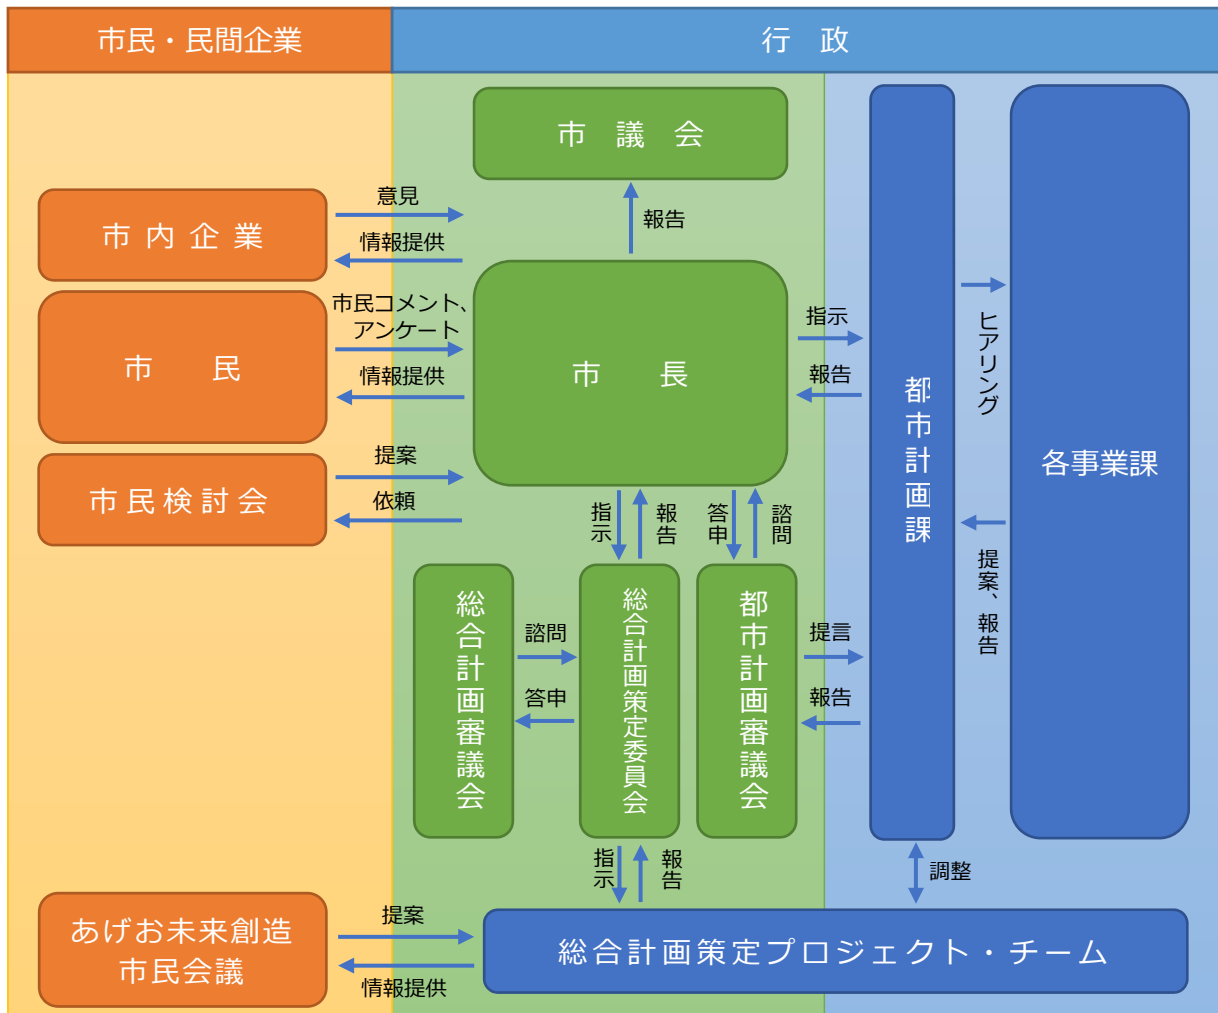 市民・民間企業
行 政
市 議 会
報告
市内企業
意見
情報提供
市 民
市民コメント、
アンケート
情報提供
市 長
指示
報告
市民検討会
提案
依頼
都市計画課
ヒアリング
提案、報告
各事業課
指示
報告
答申
諮問
総合計画審議会
諮問
答申
総合計画策定委員会
都市計画審議会
提言
報告
指示
報告
調整
あげお未来創造
市民会議
提案
情報提供
総合計画策定プロジェクト・チーム